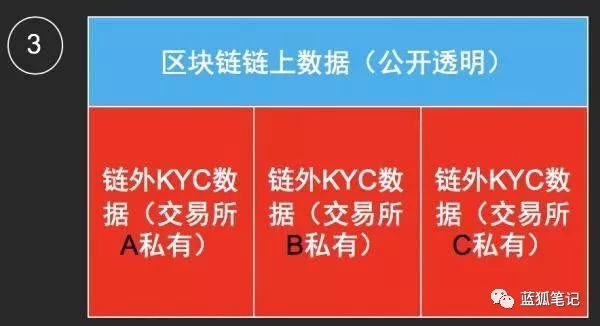 3
区块链链上数据（公开透明）
链外KYC数
据（交易所
A私有）
链外KYC数
据（交易所
B私有）
链外KYC数
据（交易所
C私有）
蓝狐笔记